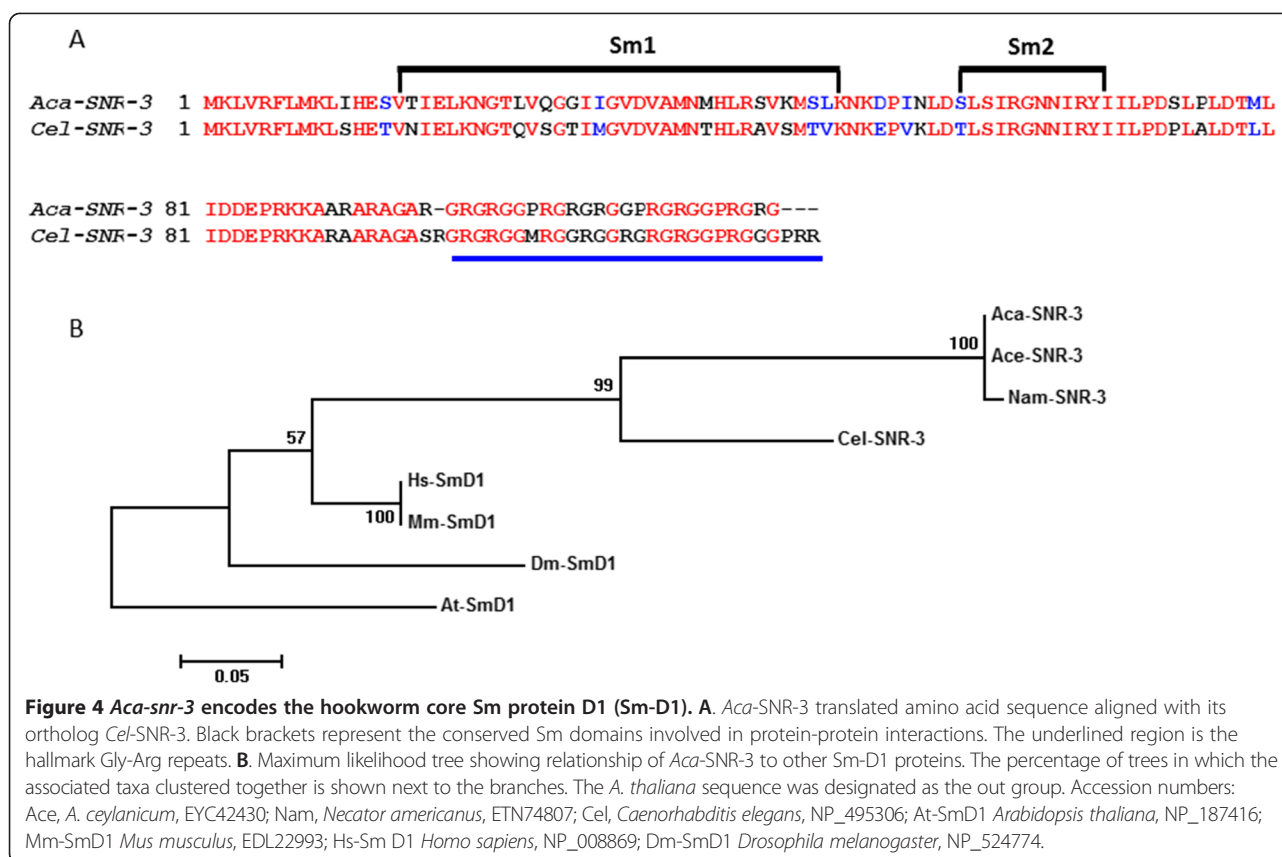 A
Sm1 Sm2
Aca-SNR-3 1 MKLVRFLMKLIHESVTIELKNGTLVQGGIIGVDVAMNMHLRSVKMSLKNKDPINLDSLSIRGNNIRYIILPDSLPLDTML
Cel-SNR-3 1 MKLVRFLMKLSHETVNIELKNGTQVSGTIMGVDVAMNTHLRAVSMTVKNKEPVKLDTLSIRGNNIRYIILPDPLALDTLL
Aca-SNR-3 81 IDDEPRKKAARARAGAR-GRGRGGPRGRGRGGPRGRGGPRGRG---
Cel-SNR-3 81 IDDEPRKKARAARAGASRGRGRGGMRGGRGGRGRGRGGPRGGGPRR
B
Aca-SNR-3
100
Ace-SNR-3
Nam-SNR-3
99
Cel-SNR-3
57
Hs-SmD1
100
Mm-SmD1
Dm-SmD1
At-SmD1
0.05
Figure 4 Aca-snr-3 encodes the hookworm core Sm protein D1 (Sm-D1). A. Aca-SNR-3 translated amino acid sequence aligned with its
ortholog Cel-SNR-3. Black brackets represent the conserved Sm domains involved in protein-protein interactions. The underlined region is the
hallmark Gly-Arg repeats. B. Maximum likelihood tree showing relationship of Aca-SNR-3 to other Sm-D1 proteins. The percentage of trees in which the
associated taxa clustered together is shown next to the branches. The A. thaliana sequence was designated as the out group. Accession numbers:
Ace, A. ceylanicum, EYC42430; Nam, Necator americanus, ETN74807; Cel, Caenorhabditis elegans, NP_495306; At-SmD1 Arabidopsis thaliana, NP_187416;
Mm-SmD1 Mus musculus, EDL22993; Hs-Sm D1 Homo sapiens, NP_008869; Dm-SmD1 Drosophila melanogaster, NP_524774.